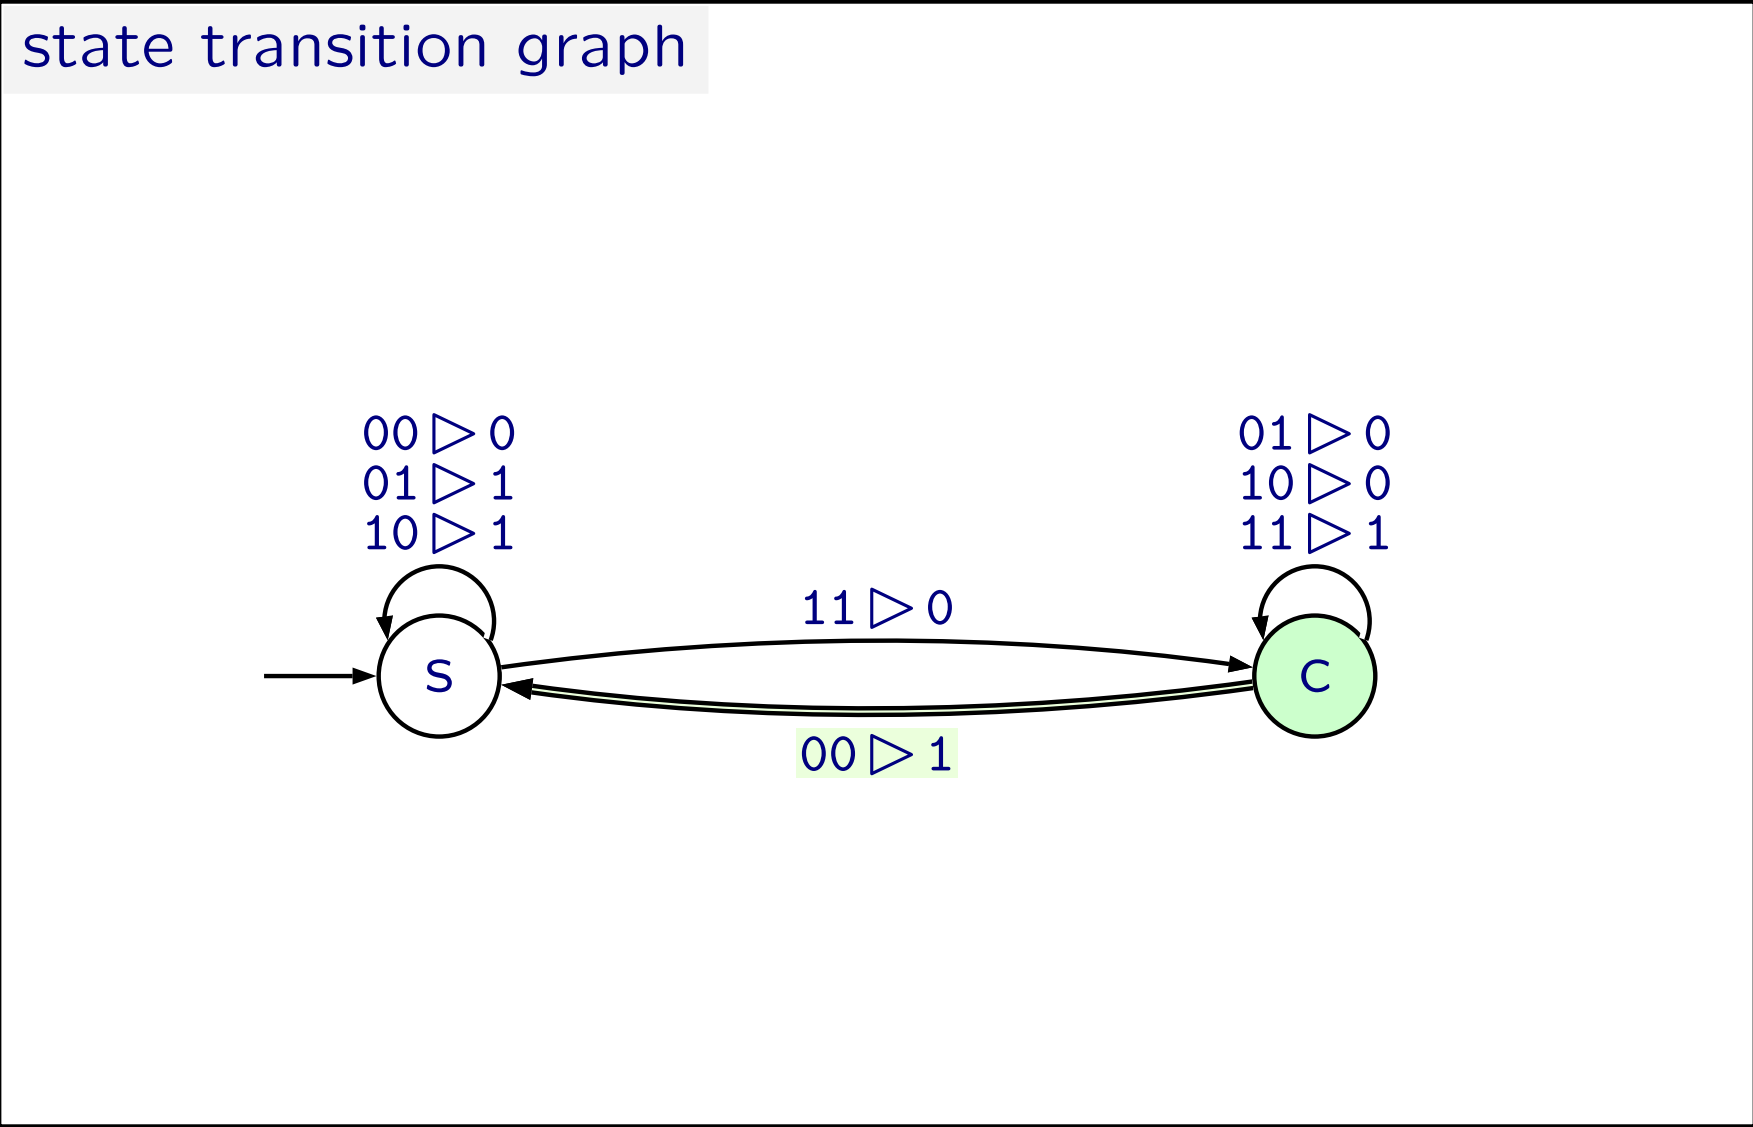 state transition graph
00 ▷ 0
01 ▷ 1
10 ▷ 1
01 ▷ 0
10 ▷ 0
11 ▷ 1
11 ▷ 0
s
c
00 ▷ 1